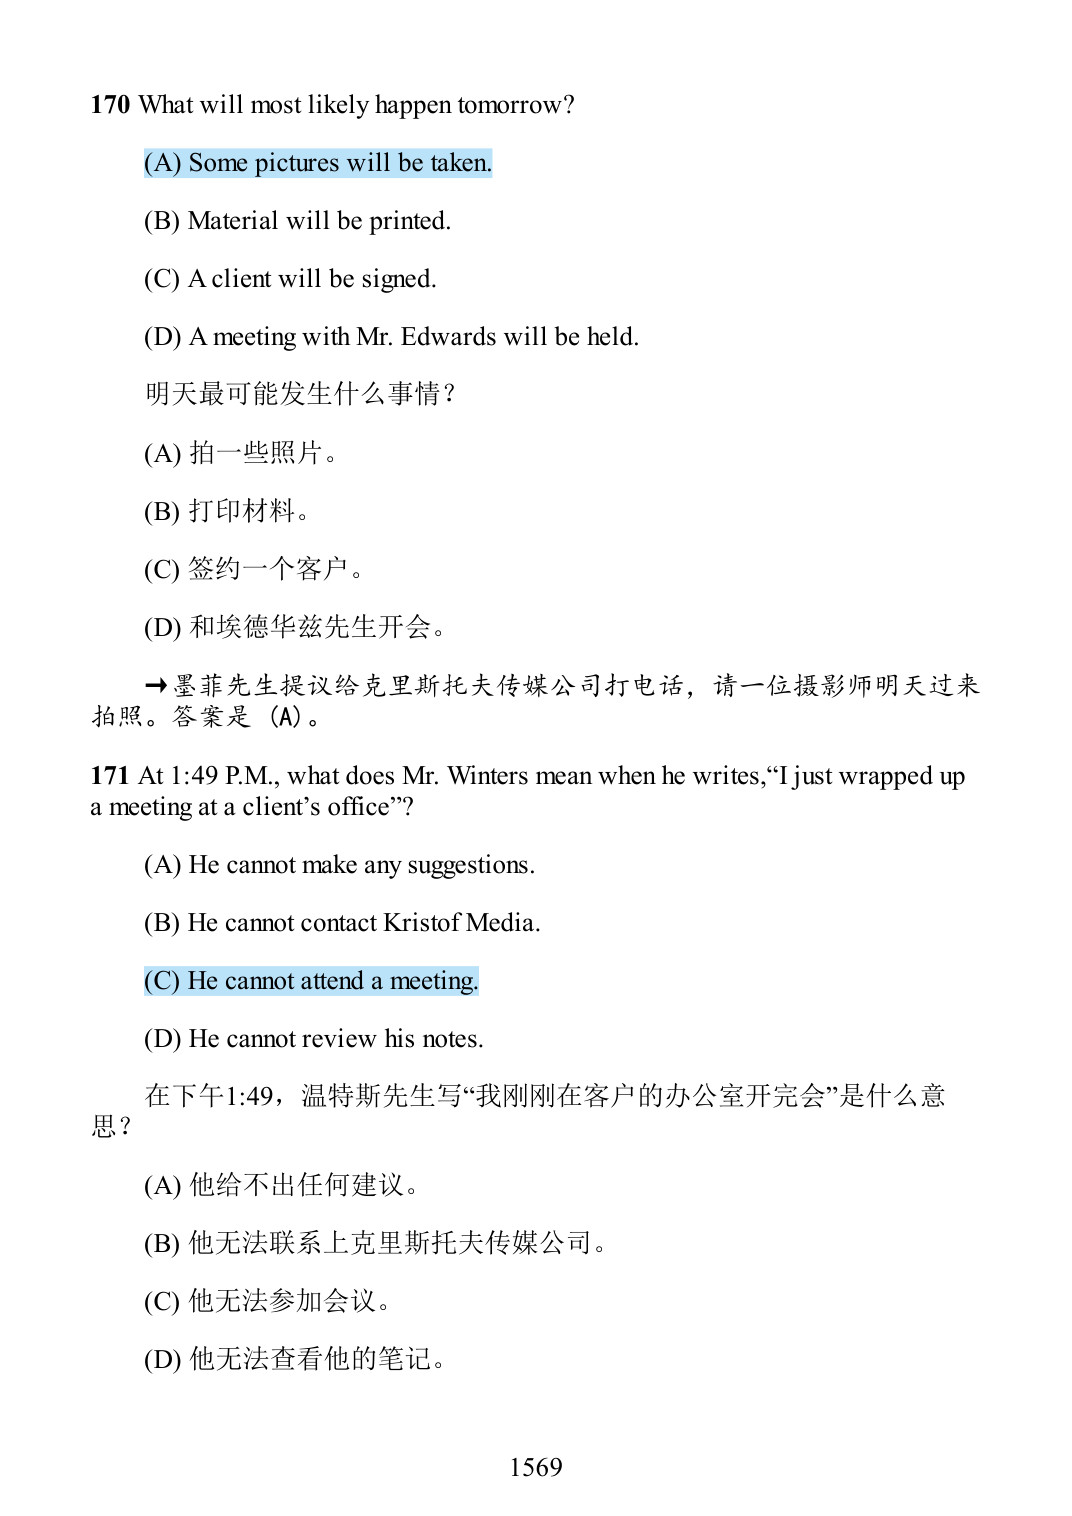 170 What will most likely happen tomorrow?
(A) Some pictures will be taken.
(B) Material will be printed.
(C) A client will be signed.
(D) A meeting with Mr. Edwards will be held.
明天最可能发生什么事情？
(A) 拍一些照片。
(B) 打印材料。
(C) 签约一个客户。
(D) 和埃德华兹先生开会。
➞墨菲先生提议给克里斯托夫传媒公司打电话，请一位摄影师明天过来
拍照。答案是 (A)。
171 At 1:49 P.M., what does Mr. Winters mean when he writes,“I just wrapped up
a meeting at a client’s office”?
(A) He cannot make any suggestions.
(B) He cannot contact Kristof Media.
(C) He cannot attend a meeting.
(D) He cannot review his notes.
在下午1:49，温特斯先生写“我刚刚在客户的办公室开完会”是什么意
思？
(A) 他给不出任何建议。
(B) 他无法联系上克里斯托夫传媒公司。
(C) 他无法参加会议。
(D) 他无法查看他的笔记。
1569